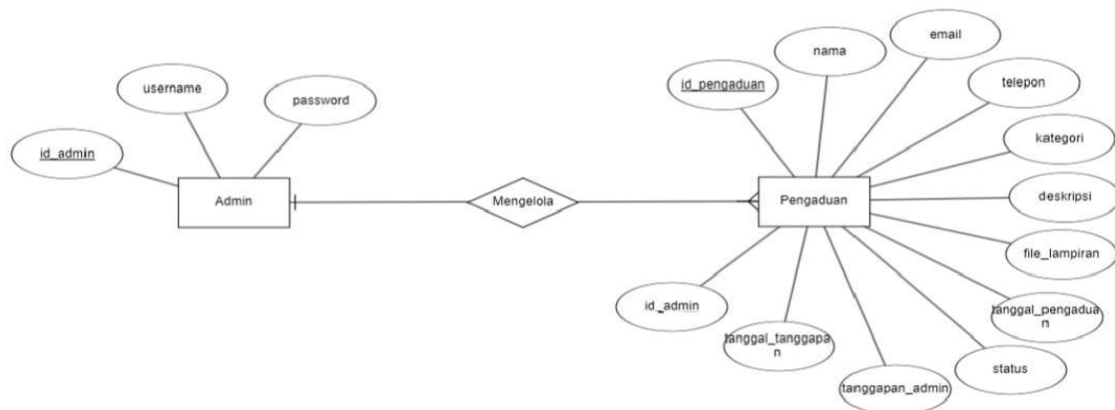 email
nama
telepon
id_pengaduan
username
password
kategori
id_admin
Admin
Mengelola
Pengaduan
deskripsi
file_lampiran
id_admin
tanggal_pengadua
n
tanggal_tanggapa
n
status
tanggapan_admin